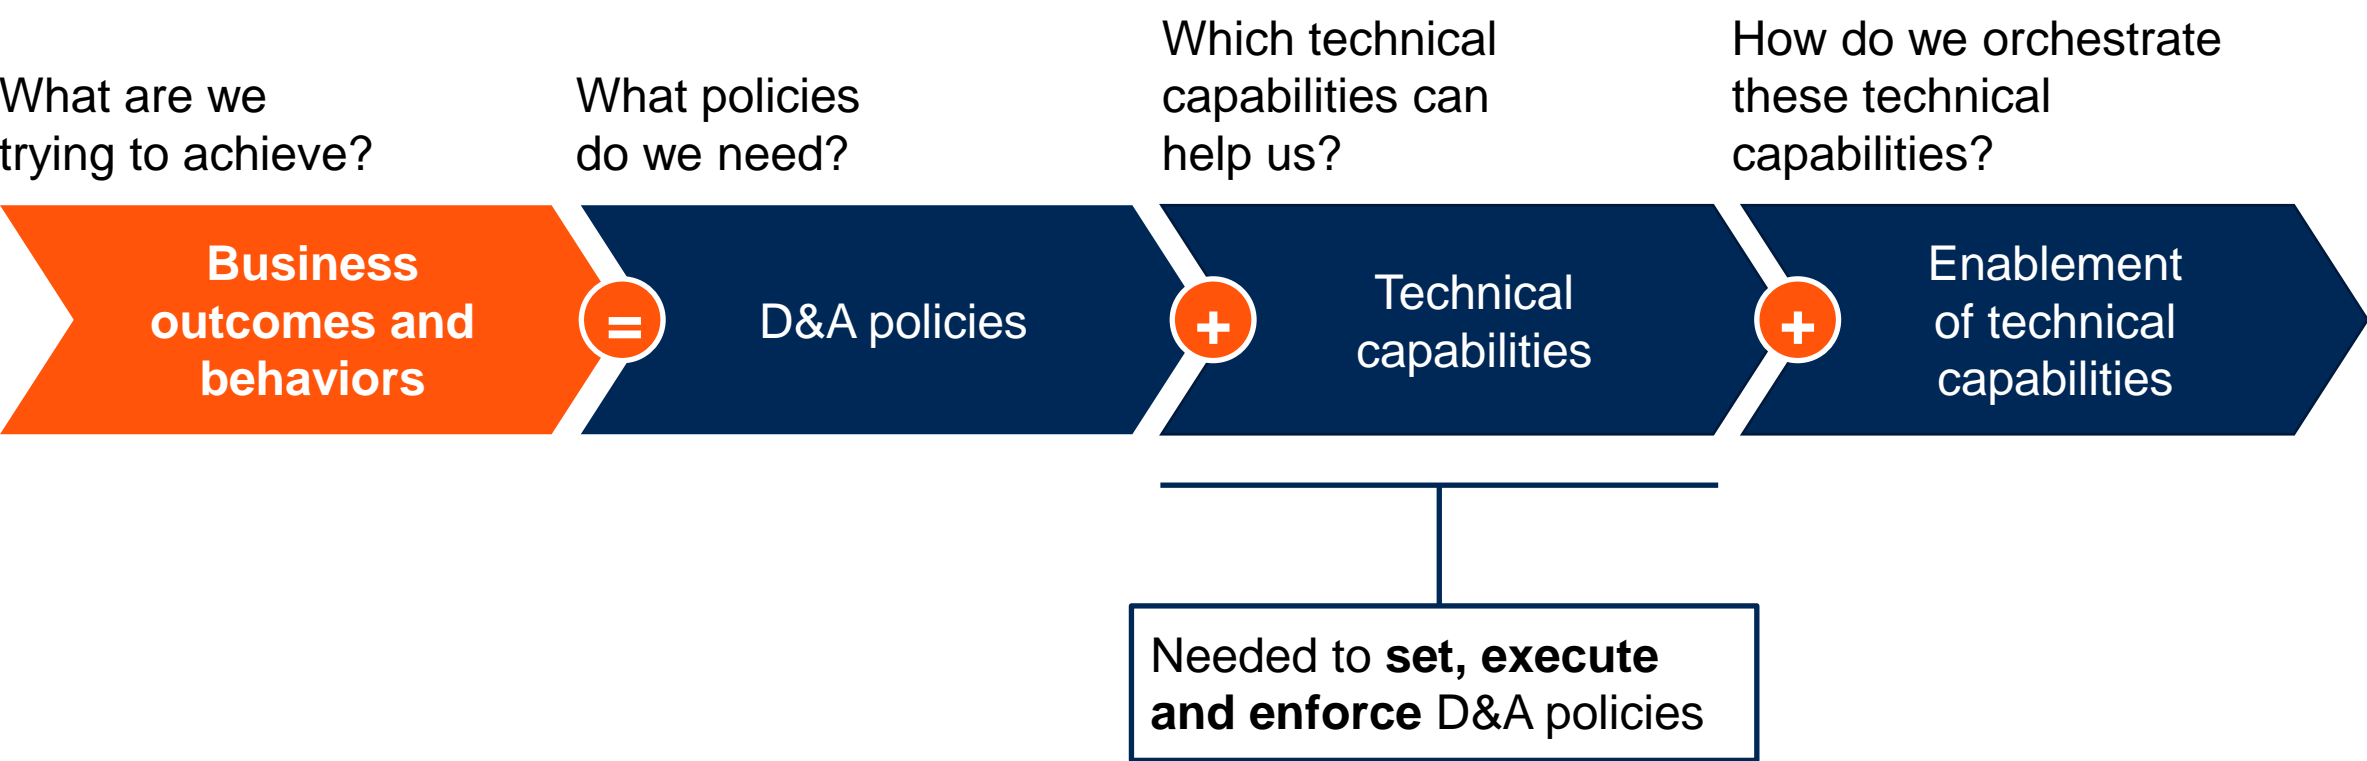 What are we
trying to achieve?
What policies
do we need?
Which technical
capabilities can
help us?
How do we orchestrate
these technical
capabilities?
Business
outcomes and
behaviors
=
D&A policies
+
Technical
capabilities
+
Enablement
of technical
capabilities
Needed to set, execute
and enforce D&A policies